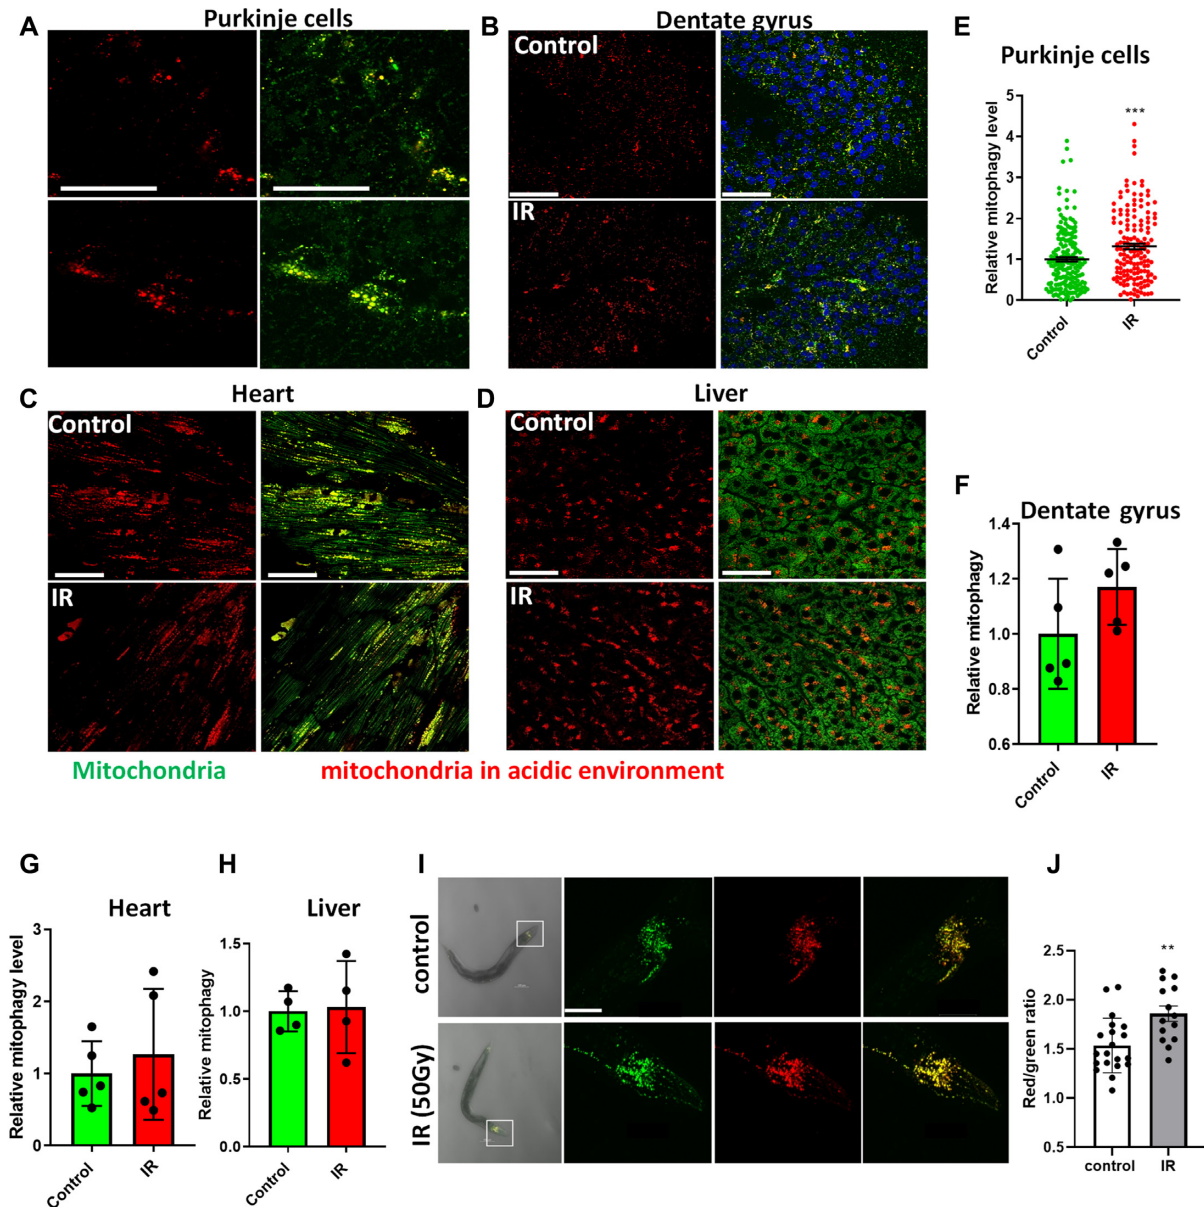 A
Purkinje cells
B
Dentate gyrus
Control
IR
E
Purkinje cells
Relative mitophagy level
5
4
3
2
1
0
***
Control
IR
C
Heart
Control
IR
D
Liver
Control
IR
Mitochondria
mitochondria in acidic environment
F
Dentate gyrus
Relative mitophagy
1.4
1.2
1.0
0.8
0.6
Control
IR
G
Heart
Relative mitophagy level
3
2
1
0
Control
IR
H
Liver
Relative mitophagy
1.5
1.0
0.5
0.0
Control
IR
I
control
IR (50Gy)
J
Red/green ratio
2.5
2.0
1.5
1.0
0.5
**
control
IR